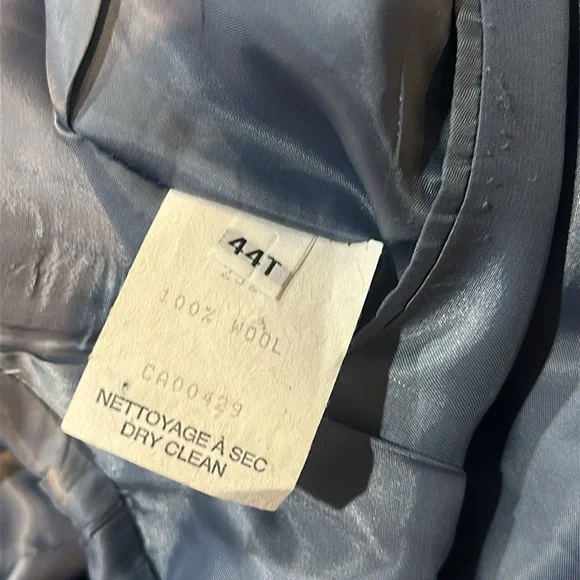 44T
100% WOOL
CA00429
NETTOYAGE À SEC
DRY CLEAN